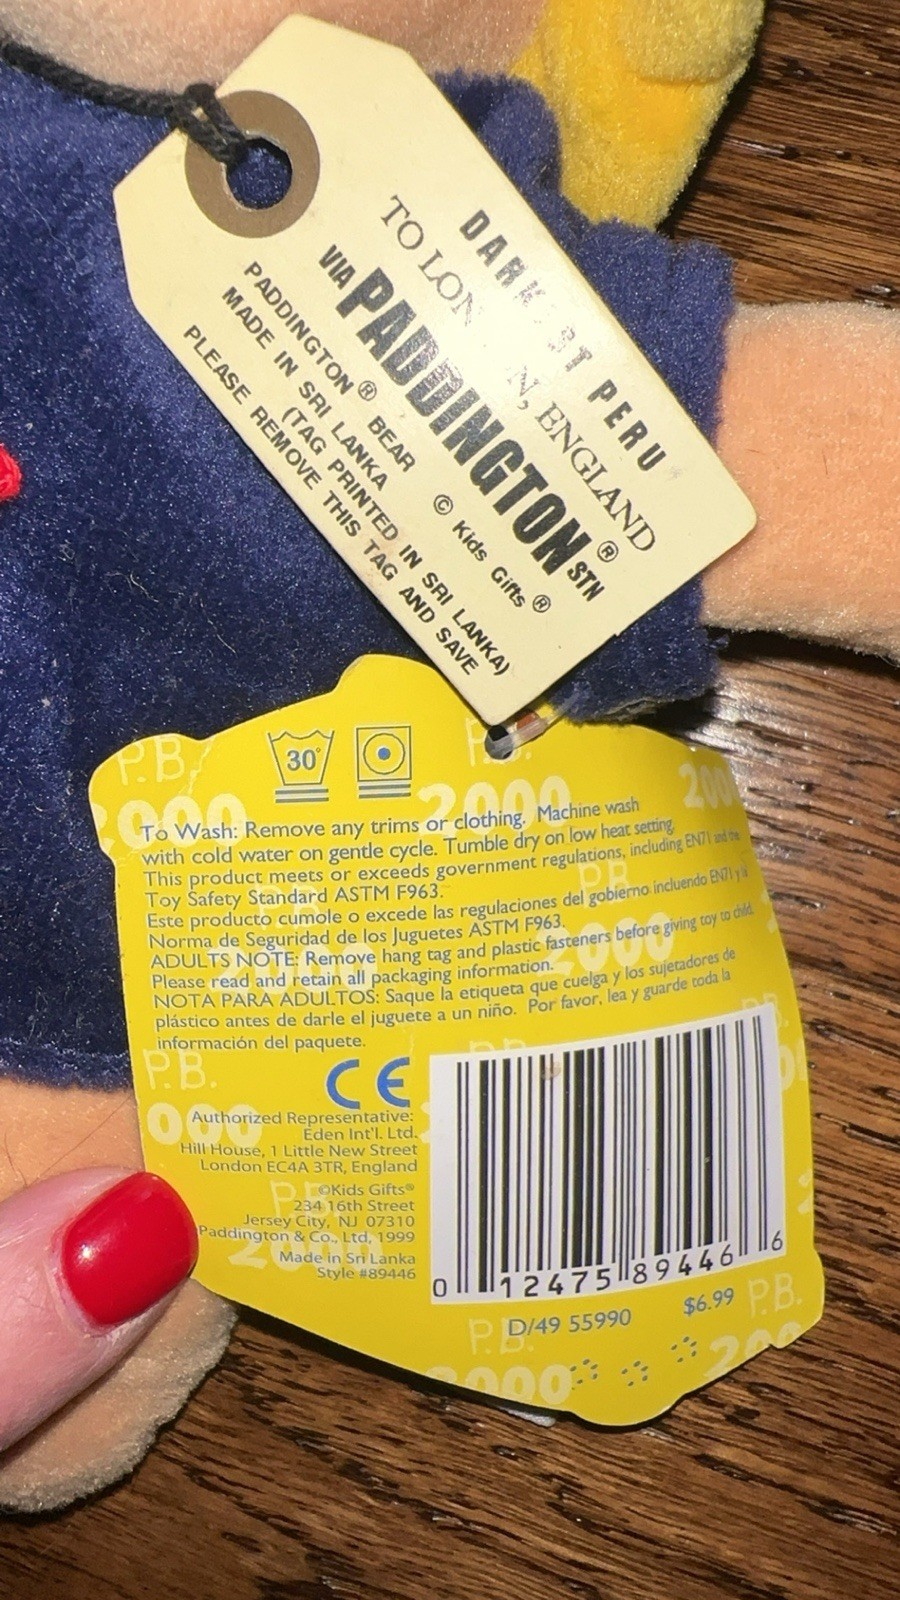 DARKEST PERU
TO LONDON, ENGLAND
VIA PADDINGTON® STN
© Kids Gifts®
PADDINGTON® BEAR
MADE IN SRI LANKA
(TAG PRINTED IN SRI LANKA)
PLEASE REMOVE THIS TAG AND SAVE
30°
P.B. P.B.
2000 2000 2000
To Wash: Remove any trims or clothing. Machine wash
with cold water on gentle cycle. Tumble dry on low heat setting.
This product meets or exceeds government regulations, including EN71 and the
Toy Safety Standard ASTM F963.
Este producto cumole o excede las regulaciones del gobierno incluendo EN71 y la
Norma de Seguridad de los Juguetes ASTM F963.
ADULTS NOTE: Remove hang tag and plastic fasteners before giving toy to child.
Please read and retain all packaging information.
NOTA PARA ADULTOS: Saque la etiqueta que cuelga y los sujetadores de
plástico antes de darle el juguete a un niño. Por favor, lea y guarde toda la
información del paquete.
CE
Authorized Representative:
Eden Int'l. Ltd.
Hill House, 1 Little New Street
London EC4A 3TR, England
©Kids Gifts®
234 16th Street
Jersey City, NJ 07310
Paddington & Co., Ltd, 1999
Made in Sri Lanka
Style #89446
0 12475 89446 6
D/49 55990 $6.99
P.B. P.B.
2000 200